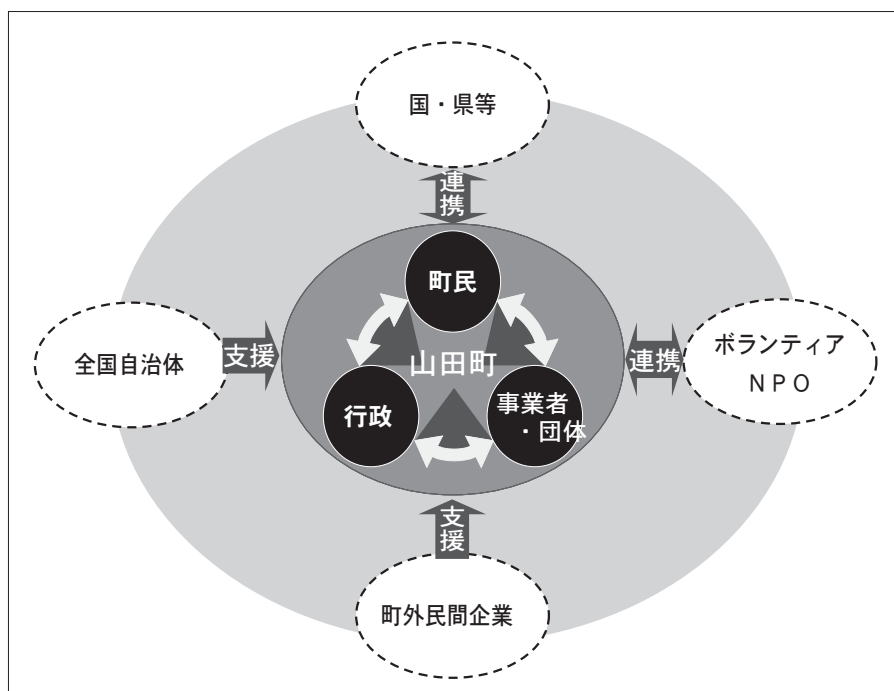 国・県等
連携
町民
全国自治体
支援
山田町
連携
ボランティア
ＮＰＯ
行政
事業者
・団体
支援
町外民間企業